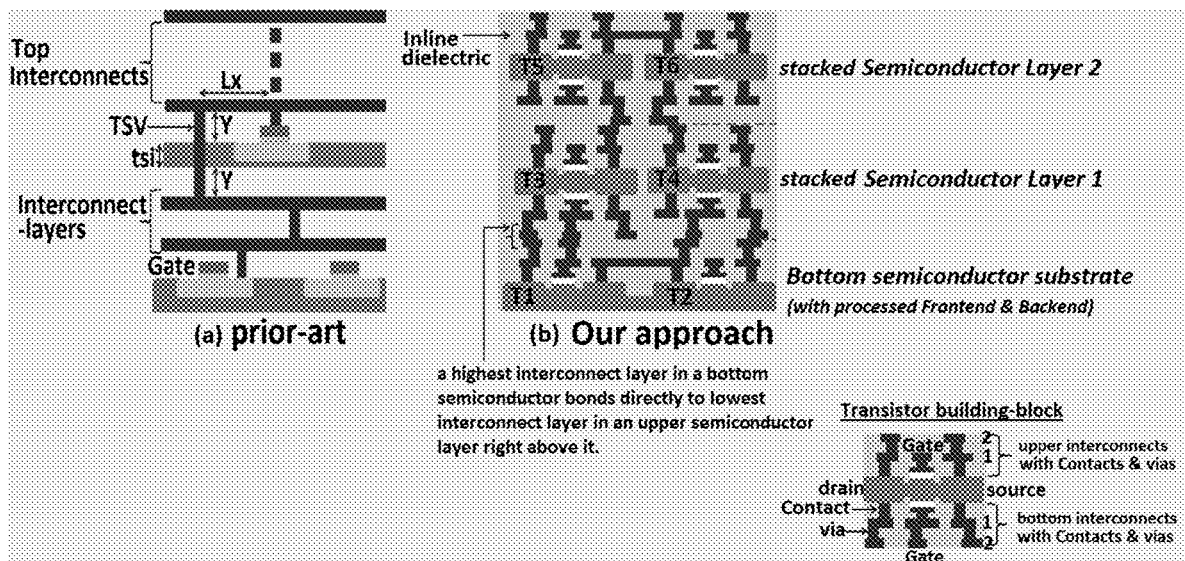 Top
Interconnects
Lx
TSV
Y
tsi
Y
Interconnect
-layers
Gate
(a) prior-art
Inline
dielectric
T5
T6
stacked Semiconductor Layer 2
T3
T4
stacked Semiconductor Layer 1
T1
T2
Bottom semiconductor substrate
(with processed Frontend & Backend)
(b) Our approach
a highest interconnect layer in a bottom
semiconductor bonds directly to lowest
interconnect layer in an upper semiconductor
layer right above it.
Transistor building-block
Gate
2
1
upper interconnects
with Contacts & vias
drain
source
Contact
via
1
2
bottom interconnects
with Contacts & vias
Gate